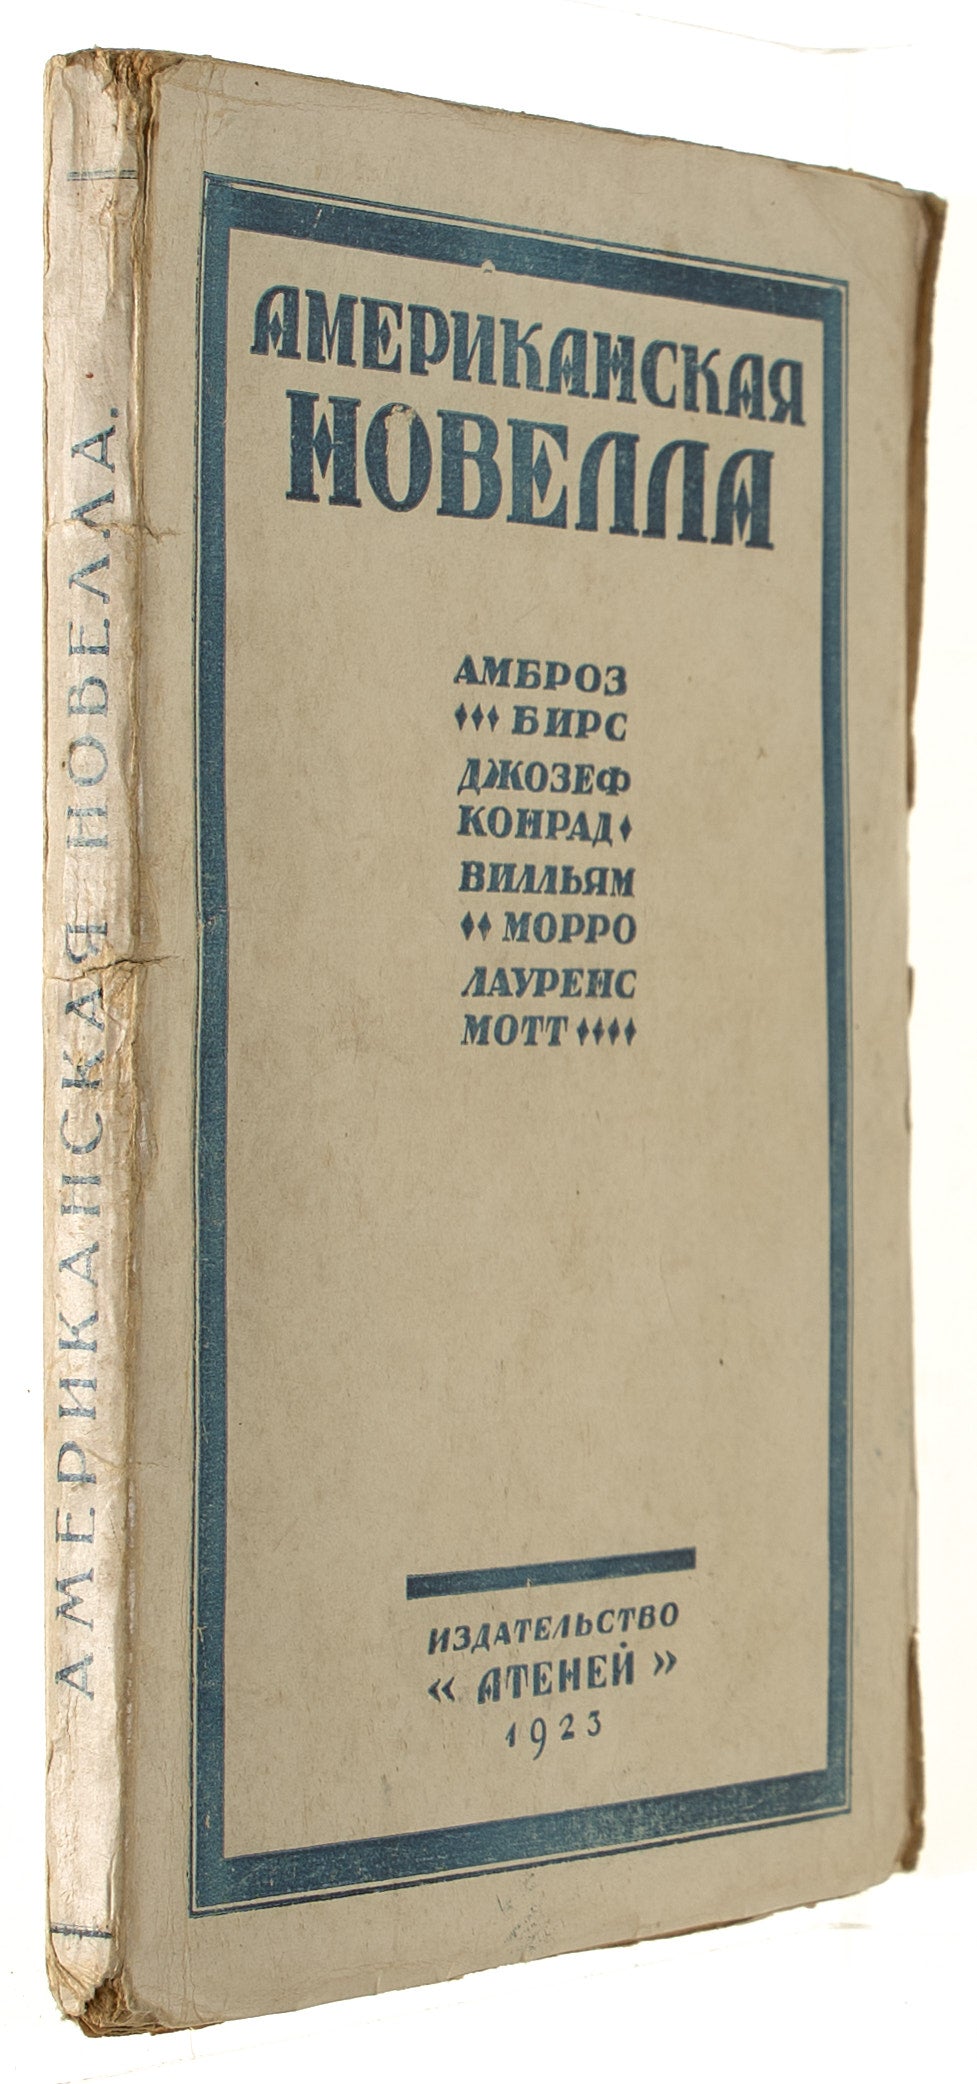 АМЕРИКАНСКАЯ НОВЕЛЛА.
АМЕРИКАНСКАЯ
НОВЕЛЛА
АМБРОЗ
БИРС
ДЖОЗЕФ
КОНРАД
ВИЛЛЬЯМ
МОРРО
ЛАУРЕНС
МОТТ
ИЗДАТЕЛЬСТВО
« АТЕНЕЙ »
1923